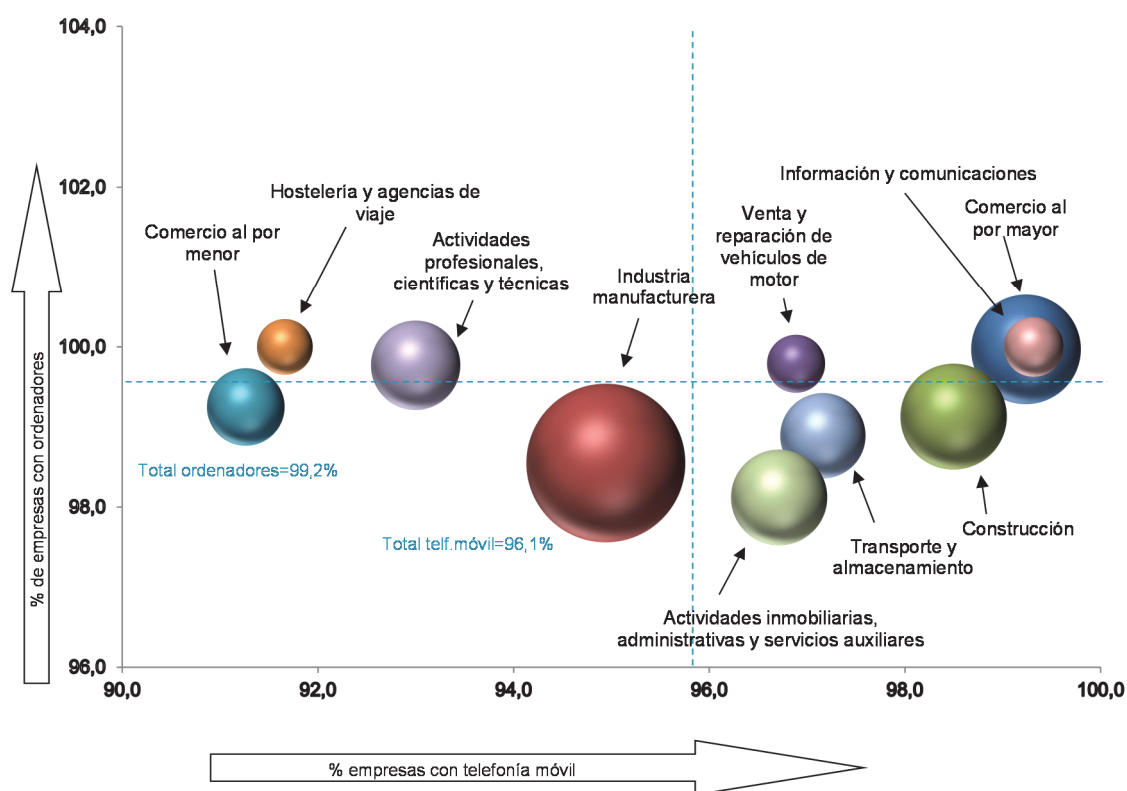 104,0
102,0
100,0
98,0
96,0
% de empresas con ordenadores
Hostelería y agencias de
viaje
Comercio al por
menor
Actividades
profesionales,
científicas y técnicas
Industria
manufacturera
Venta y
reparación de
vehículos de
motor
Información y comunicaciones
Comercio al
por mayor
Total ordenadores=99,2%
Total telf.móvil=96,1%
Construcción
Transporte y
almacenamiento
Actividades inmobiliarias,
administrativas y servicios auxiliares
90,0
92,0
94,0
96,0
98,0
100,0
% empresas con telefonía móvil